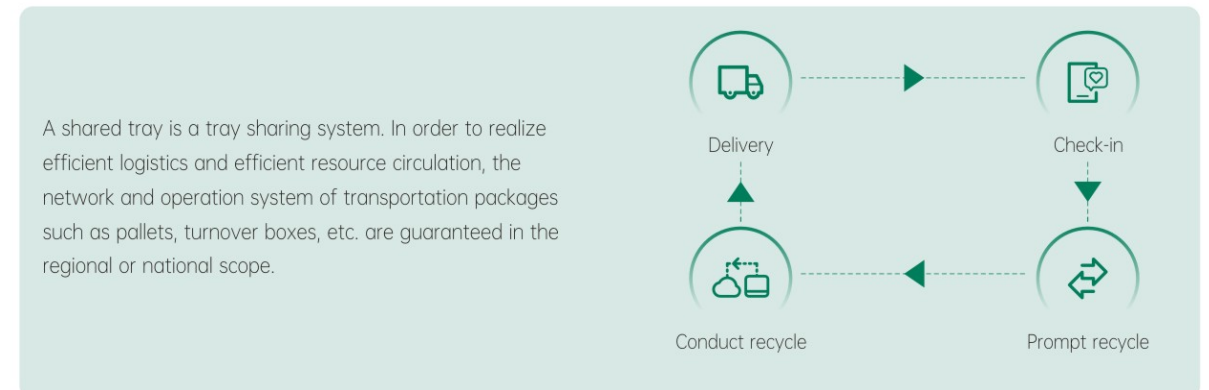 A shared tray is a tray sharing system. In order to realize
efficient logistics and efficient resource circulation, the
network and operation system of transportation packages
such as pallets, turnover boxes, etc. are guaranteed in the
regional or national scope.
Delivery
Check-in
Conduct recycle
Prompt recycle